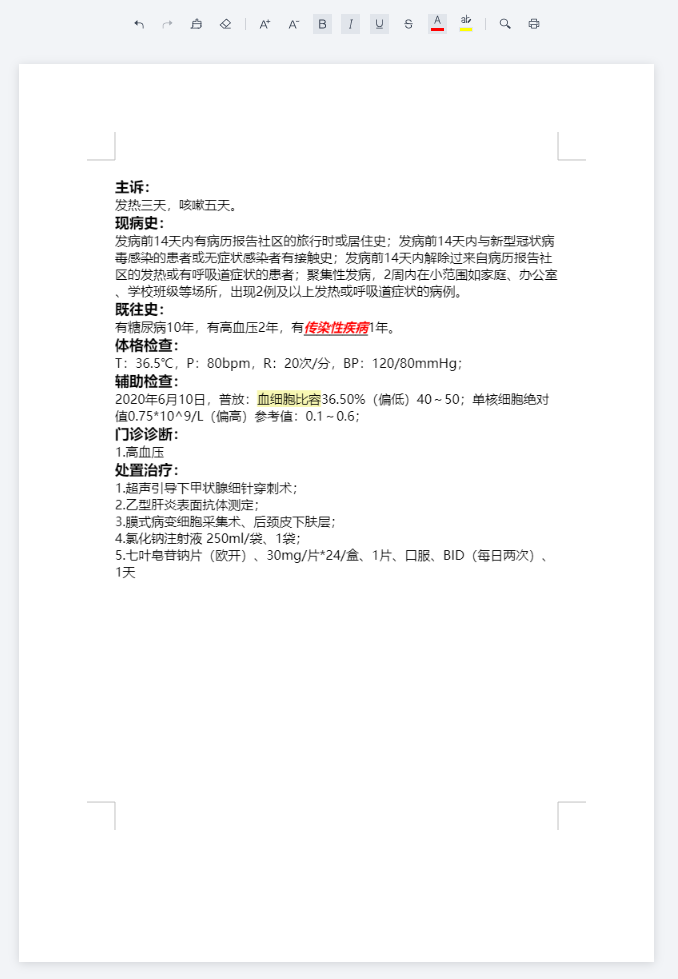 A+ A- B I U S A ab
主诉：
发热三天，咳嗽五天。
现病史：
发病前14天内有病历报告社区的旅行时或居住史；发病前14天内与新型冠状病
毒感染的患者或无症状感染者有接触史；发病前14天内解除过来自病历报告社
区的发热或有呼吸道症状的患者；聚集性发病，2周内在小范围如家庭、办公室
、学校班级等场所，出现2例及以上发热或呼吸道症状的病例。
既往史：
有糖尿病10年，有高血压2年，有传染性疾病1年。
体格检查：
T：36.5℃，P：80bpm，R：20次/分，BP：120/80mmHg；
辅助检查：
2020年6月10日，普放：血细胞比容36.50%（偏低）40～50；单核细胞绝对
值0.75*10^9/L（偏高）参考值：0.1～0.6；
门诊诊断：
1.高血压
处置治疗：
1.超声引导下甲状腺细针穿刺术；
2.乙型肝炎表面抗体测定；
3.膜式病变细胞采集术、后颈皮下肤层；
4.氯化钠注射液 250ml/袋、1袋；
5.七叶皂苷钠片（欧开）、30mg/片*24/盒、1片、口服、BID（每日两次）、
1天